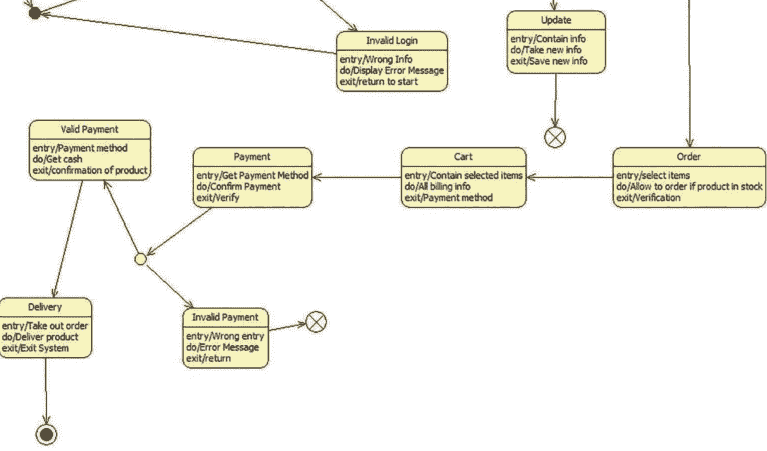 Update
entry/Contain info
do/Take new info
exit/Save new info
Invalid Login
entry/Wrong Info
do/Display Error Message
exit/return to start
Valid Payment
entry/Payment method
do/Get cash
exit/confirmation of product
Payment
entry/Get Payment Method
do/Confirm Payment
exit/Verify
Cart
entry/Contain selected items
do/All billing info
exit/Payment method
Order
entry/select items
do/Allow to order if product in stock
exit/Verification
Delivery
entry/Take out order
do/Deliver product
exit/Exit System
Invalid Payment
entry/Wrong entry
do/Error Message
exit/return